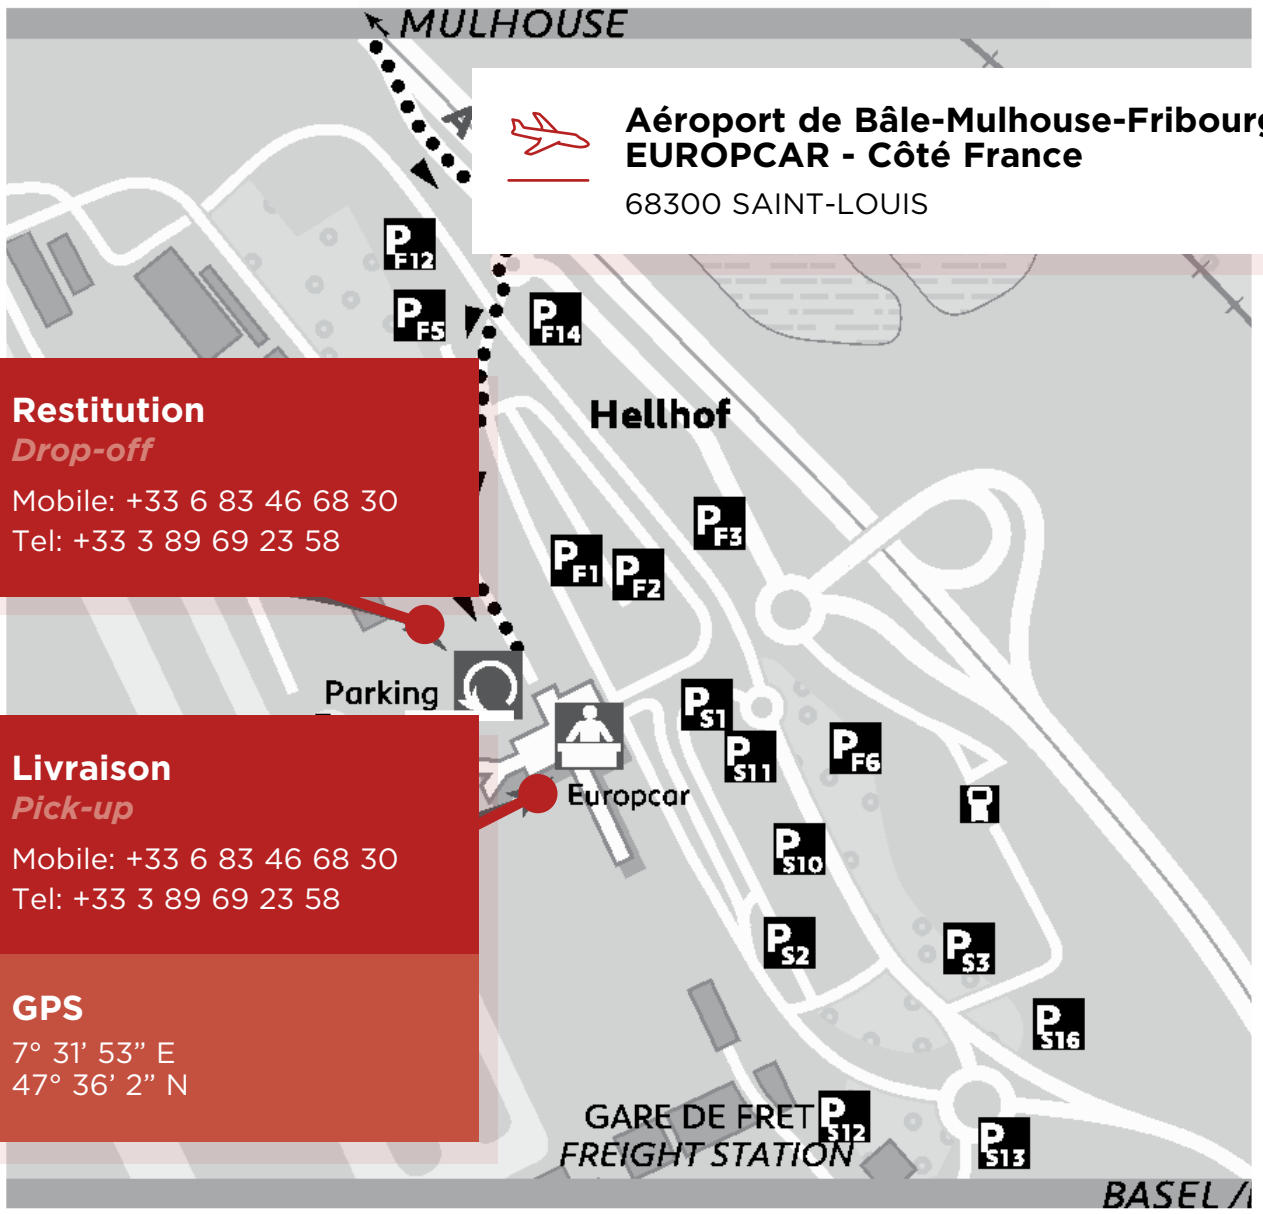 MULHOUSE
Aéroport de Bâle-Mulhouse-Fribourg
EUROPCAR - Côté France
68300 SAINT-LOUIS
P F12
P F5
P F14
Restitution
Drop-off
Mobile: +33 6 83 46 68 30
Tel: +33 3 89 69 23 58
Hellhof
P F3
P F1
P F2
Parking
P S1
P S11
P F6
Livraison
Pick-up
Mobile: +33 6 83 46 68 30
Tel: +33 3 89 69 23 58
Europcar
P S10
P S2
P S3
GPS
7° 31’ 53” E
47° 36’ 2” N
P S16
GARE DE FRET
FREIGHT STATION
P S12
P S13
BASEL /